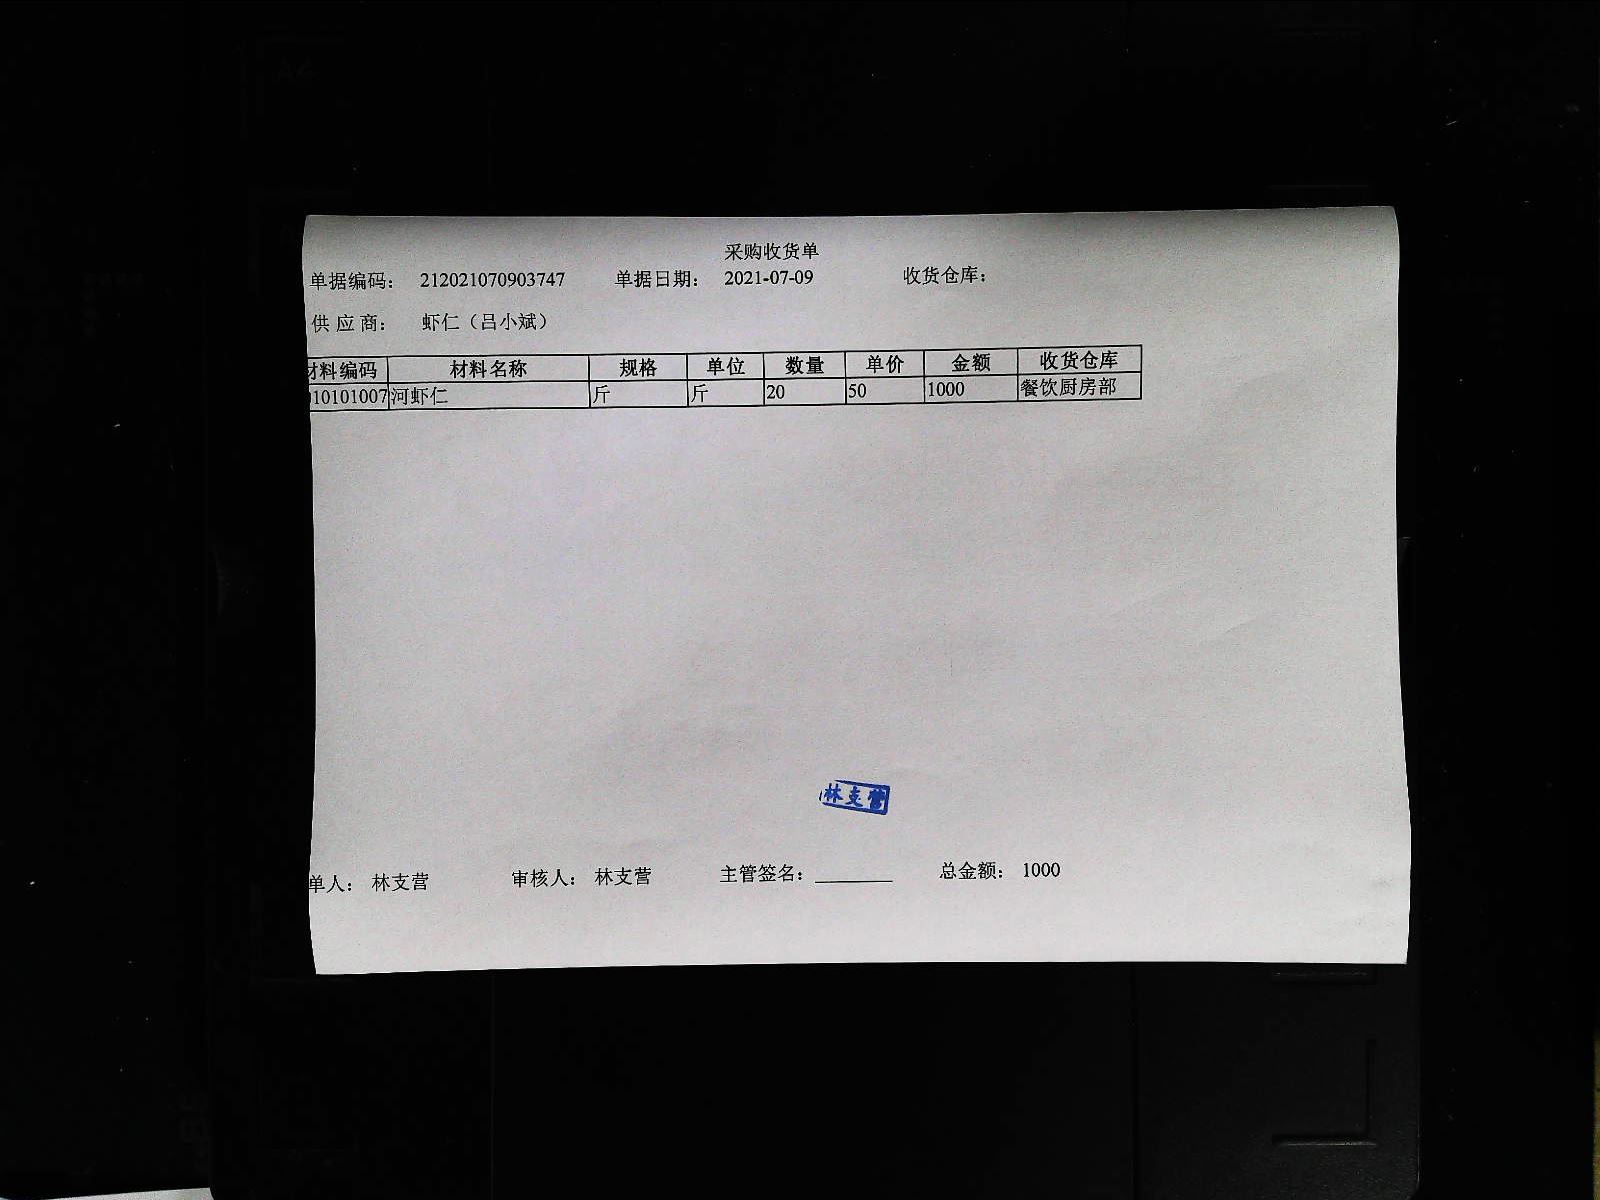 采购收货单
单据编码： 212021070903747 单据日期： 2021-07-09 收货仓库：
供 应 商： 虾仁（吕小斌）
材料编码 材料名称 规格 单位 数量 单价 金额 收货仓库
10101007 河虾仁 斤 斤 20 50 1000 餐饮厨房部
林支营
单人： 林支营 审核人： 林支营 主管签名：________ 总金额： 1000